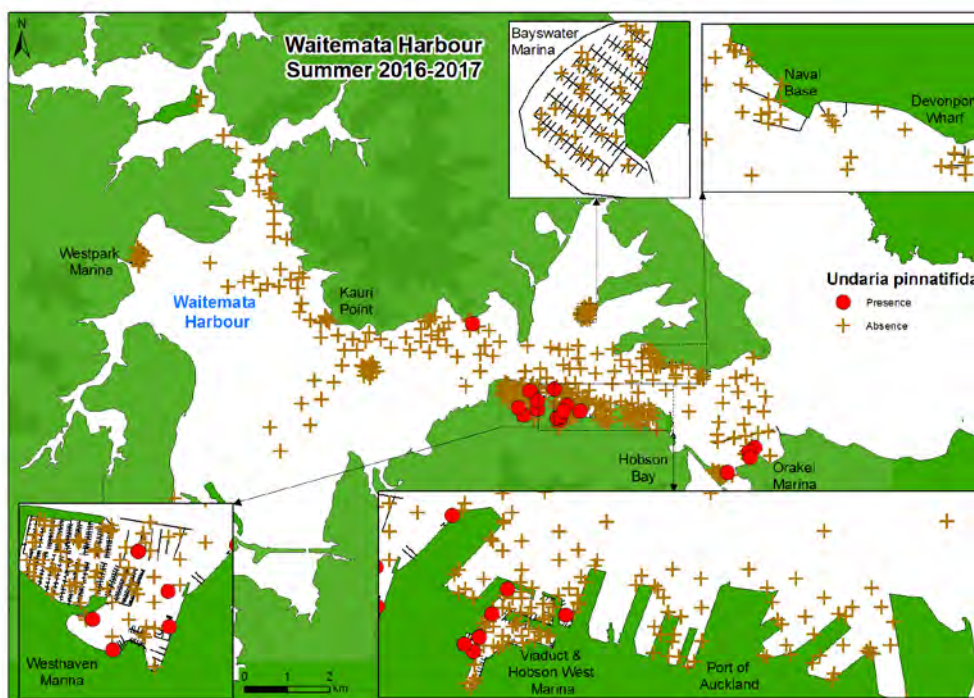 N
Waitemata Harbour
Summer 2016-2017
Bayswater
Marina
Naval
Base
Devonport
Wharf
Westpark
Marina
Waitemata
Harbour
Kauri
Point
Undaria pinnatifida
Presence
Absence
Hobson
Bay
Orakei
Marina
Westhaven
Marina
0 1 2
Km
Viaduct &
Hobson West
Marina
Port of
Auckland